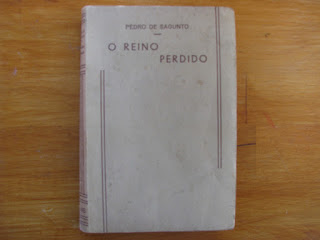 PEDRO DE SAGUNTO
O REINO
PERDIDO